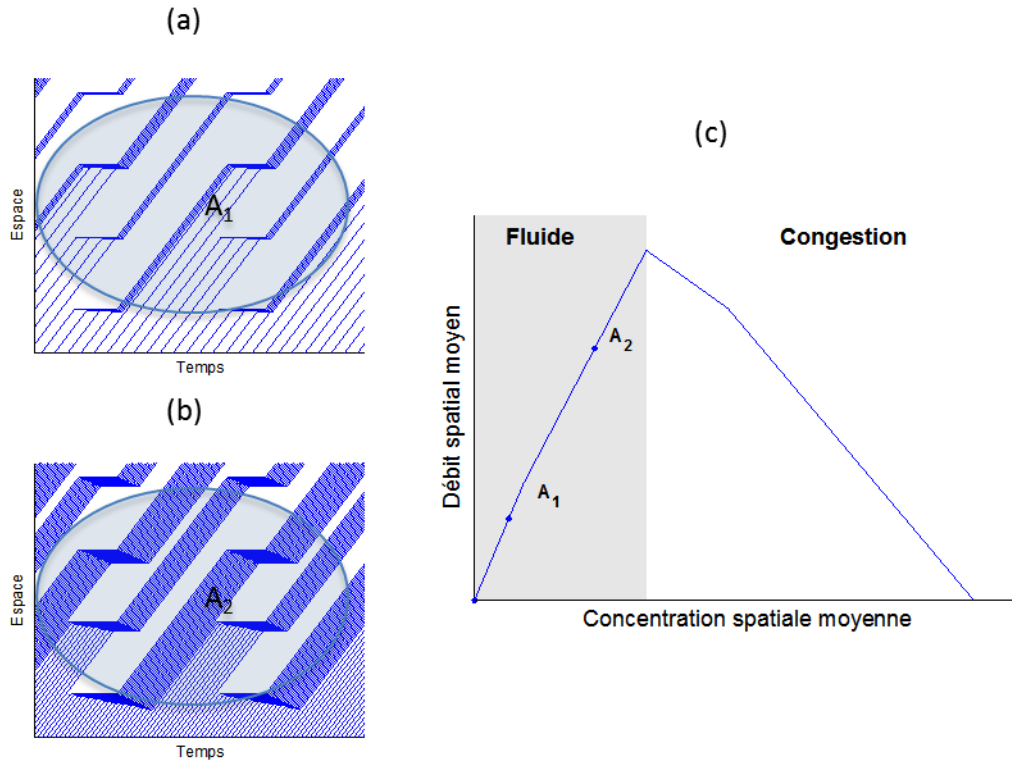 (a)
Espace
A1
Temps
(b)
Espace
A2
Temps
(c)
Fluide
Congestion
Débit spatial moyen
A2
A1
Concentration spatiale moyenne